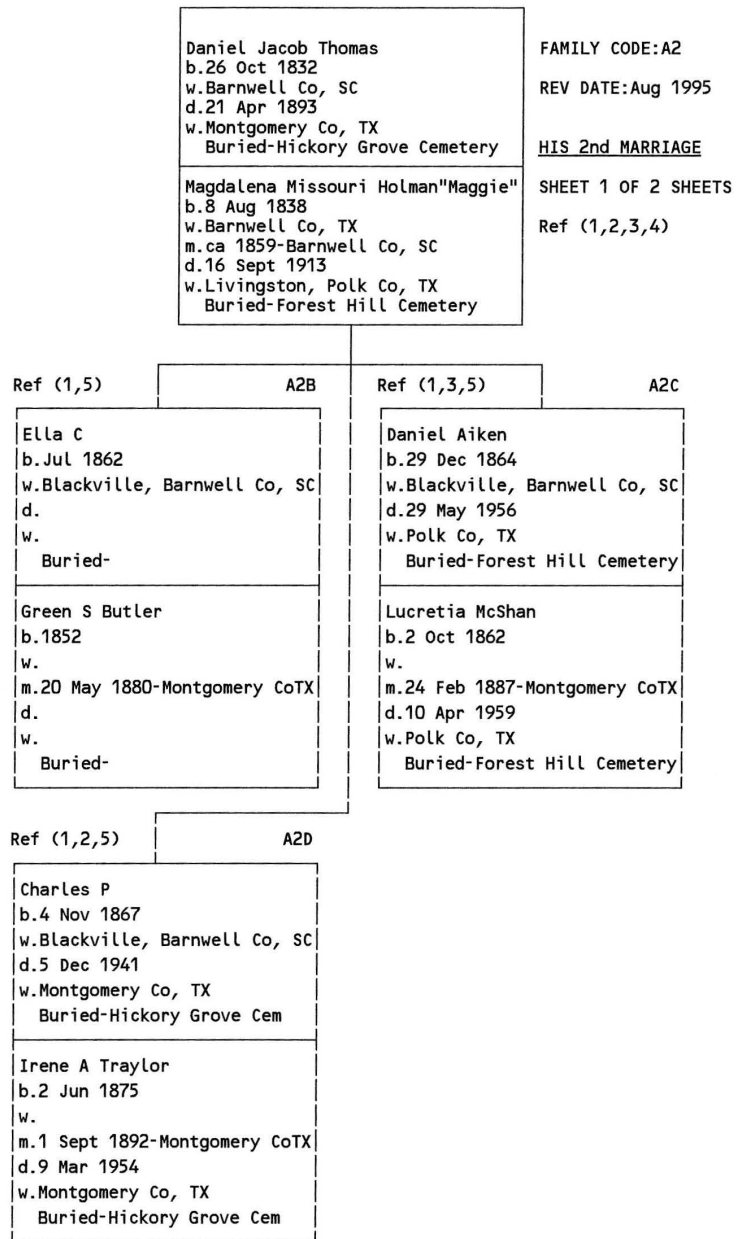 Daniel Jacob Thomas
b.26 Oct 1832
w.Barnwell Co, SC
d.21 Apr 1893
w.Montgomery Co, TX
Buried-Hickory Grove Cemetery
Magdalena Missouri Holman"Maggie"
b.8 Aug 1838
w.Barnwell Co, TX
m.ca 1859-Barnwell Co, SC
d.16 Sept 1913
w.Livingston, Polk Co, TX
Buried-Forest Hill Cemetery
FAMILY CODE:A2
REV DATE:Aug 1995
HIS 2nd MARRIAGE
SHEET 1 OF 2 SHEETS
Ref (1,2,3,4)
Ref (1,5) A2B
Ella C
b.Jul 1862
w.Blackville, Barnwell Co, SC
d.
w.
Buried-
Green S Butler
b.1852
w.
m.20 May 1880-Montgomery CoTX
d.
w.
Buried-
Ref (1,3,5) A2C
Daniel Aiken
b.29 Dec 1864
w.Blackville, Barnwell Co, SC
d.29 May 1956
w.Polk Co, TX
Buried-Forest Hill Cemetery
Lucretia McShan
b.2 Oct 1862
w.
m.24 Feb 1887-Montgomery CoTX
d.10 Apr 1959
w.Polk Co, TX
Buried-Forest Hill Cemetery
Ref (1,2,5) A2D
Charles P
b.4 Nov 1867
w.Blackville, Barnwell Co, SC
d.5 Dec 1941
w.Montgomery Co, TX
Buried-Hickory Grove Cem
Irene A Traylor
b.2 Jun 1875
w.
m.1 Sept 1892-Montgomery CoTX
d.9 Mar 1954
w.Montgomery Co, TX
Buried-Hickory Grove Cem